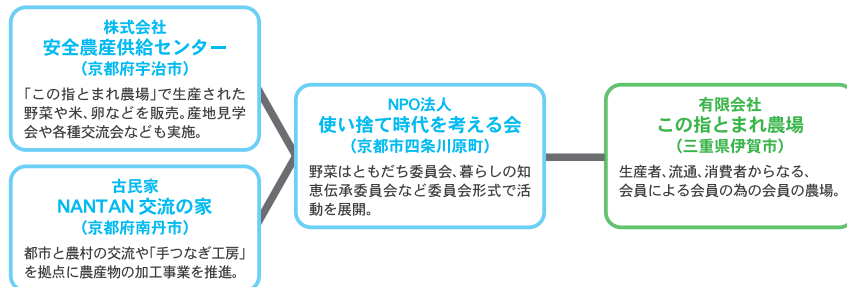 株式会社
安全農産供給センター
（京都府宇治市）
「この指とまれ農場」で生産された
野菜や米、卵などを販売。産地見学
会や各種交流会なども実施。
古民家
NANTAN 交流の家
（京都府南丹市）
都市と農村の交流や「手つなぎ工房」
を拠点に農産物の加工事業を推進。
NPO法人
使い捨て時代を考える会
（京都市四条川原町）
野菜はともだち委員会、暮らしの知
恵伝承委員会など委員会形式で活
動を展開。
有限会社
この指とまれ農場
（三重県伊賀市）
生産者、流通、消費者からなる、
会員による会員の為の会員の農場。